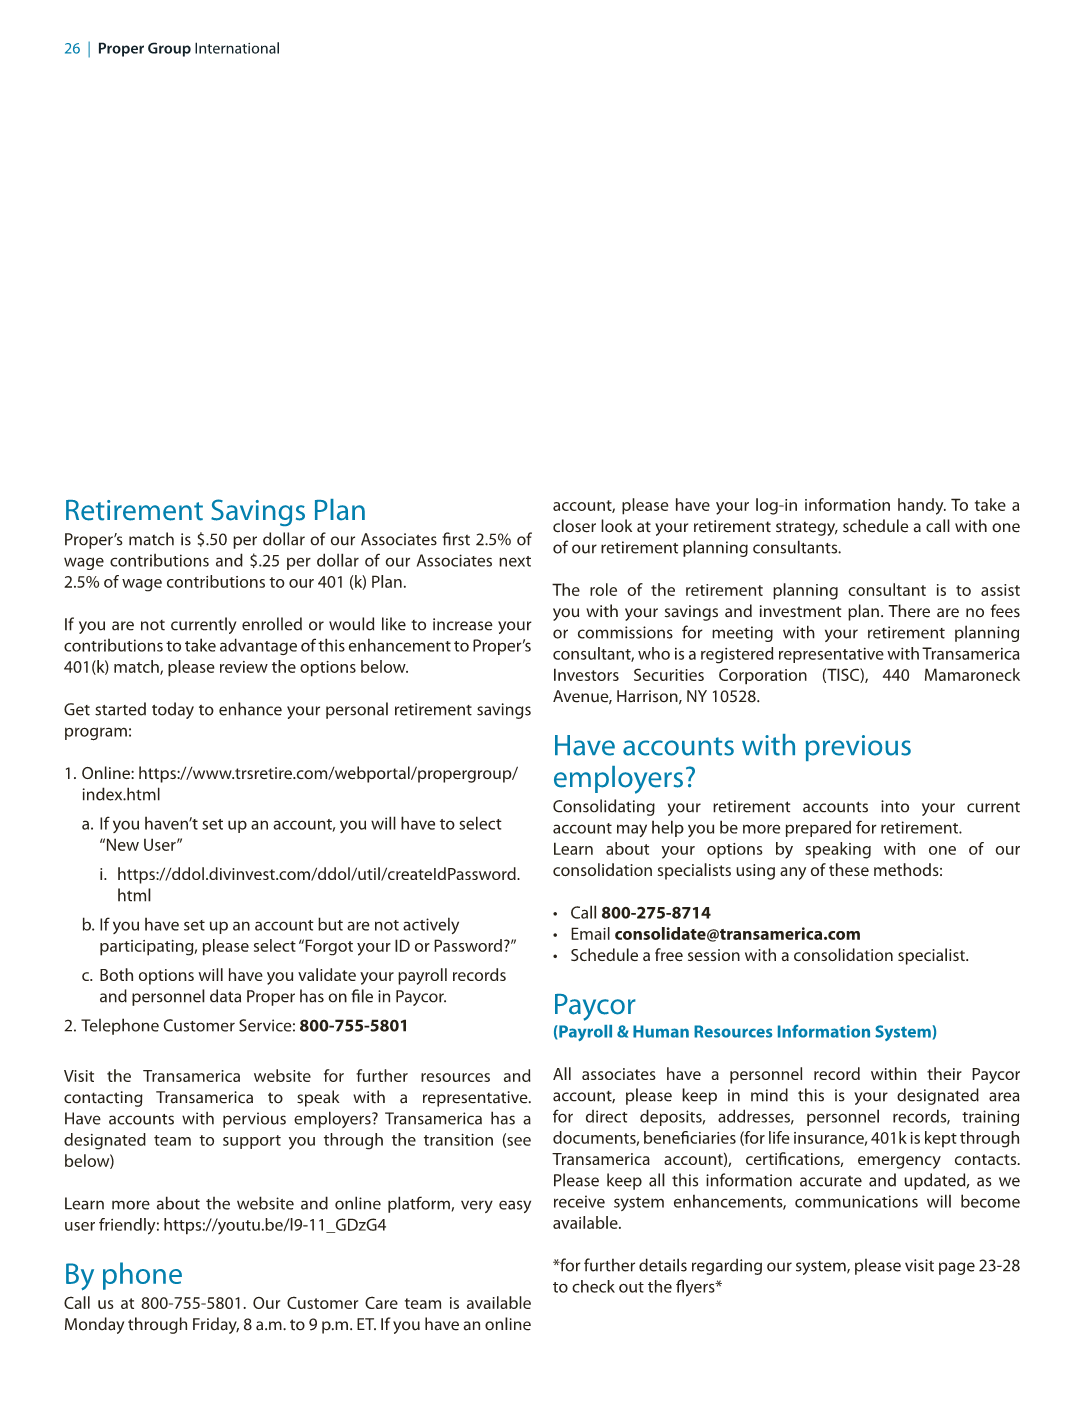 26 | Proper Group International
Retirement Savings Plan
Proper’s match is $.50 per dollar of our Associates first 2.5% of
wage contributions and $.25 per dollar of our Associates next
2.5% of wage contributions to our 401 (k) Plan.
If you are not currently enrolled or would like to increase your
contributions to take advantage of this enhancement to Proper’s
401(k) match, please review the options below.
Get started today to enhance your personal retirement savings
program:
1. Online: https://www.trsretire.com/webportal/propergroup/
index.html
a. If you haven’t set up an account, you will have to select
“New User”
i. https://ddol.divinvest.com/ddol/util/createIdPassword.
html
b. If you have set up an account but are not actively
participating, please select “Forgot your ID or Password?”
c. Both options will have you validate your payroll records
and personnel data Proper has on file in Paycor.
2. Telephone Customer Service: 800-755-5801
Visit the Transamerica website for further resources and
contacting Transamerica to speak with a representative.
Have accounts with pervious employers? Transamerica has a
designated team to support you through the transition (see
below)
Learn more about the website and online platform, very easy
user friendly: https://youtu.be/l9-11_GDzG4
By phone
Call us at 800-755-5801. Our Customer Care team is available
Monday through Friday, 8 a.m. to 9 p.m. ET. If you have an online
account, please have your log-in information handy. To take a
closer look at your retirement strategy, schedule a call with one
of our retirement planning consultants.
The role of the retirement planning consultant is to assist
you with your savings and investment plan. There are no fees
or commissions for meeting with your retirement planning
consultant, who is a registered representative with Transamerica
Investors Securities Corporation (TISC), 440 Mamaroneck
Avenue, Harrison, NY 10528.
Have accounts with previous
employers?
Consolidating your retirement accounts into your current
account may help you be more prepared for retirement.
Learn about your options by speaking with one of our
consolidation specialists using any of these methods:
• Call 800-275-8714
• Email consolidate@transamerica.com
• Schedule a free session with a consolidation specialist.
Paycor
(Payroll & Human Resources Information System)
All associates have a personnel record within their Paycor
account, please keep in mind this is your designated area
for direct deposits, addresses, personnel records, training
documents, beneficiaries (for life insurance, 401k is kept through
Transamerica account), certifications, emergency contacts.
Please keep all this information accurate and updated, as we
receive system enhancements, communications will become
available.
*for further details regarding our system, please visit page 23-28
to check out the flyers*